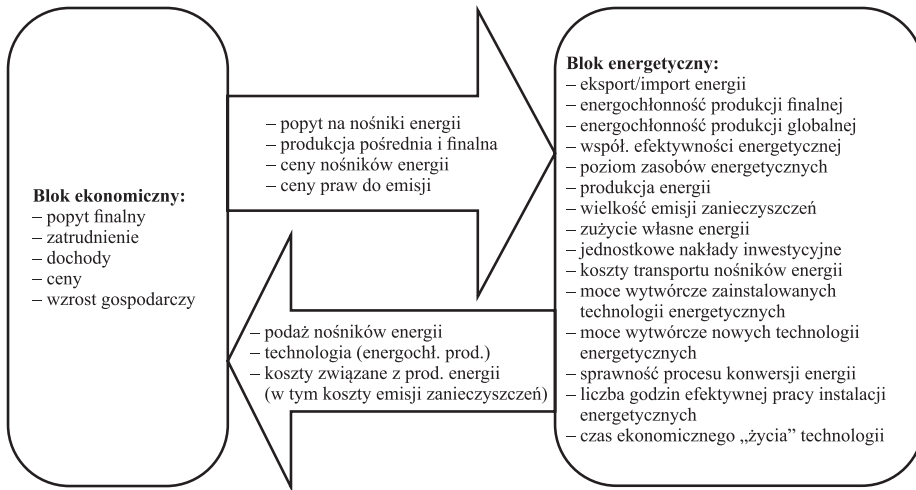 Blok ekonomiczny:
– popyt finalny
– zatrudnienie
– dochody
– ceny
– wzrost gospodarczy
– popyt na nośniki energii
– produkcja pośrednia i finalna
– ceny nośników energii
– ceny praw do emisji
– podaż nośników energii
– technologia (energochł. prod.)
– koszty związane z prod. energii
(w tym koszty emisji zanieczyszczeń)
Blok energetyczny:
– eksport/import energii
– energochłonność produkcji finalnej
– energochłonność produkcji globalnej
– współ. efektywności energetycznej
– poziom zasobów energetycznych
– produkcja energii
– wielkość emisji zanieczyszczeń
– zużycie własne energii
– jednostkowe nakłady inwestycyjne
– koszty transportu nośników energii
– moce wytwórcze zainstalowanych
technologii energetycznych
– moce wytwórcze nowych technologii
energetycznych
– sprawność procesu konwersji energii
– liczba godzin efektywnej pracy instalacji
energetycznych
– czas ekonomicznego „życia” technologii